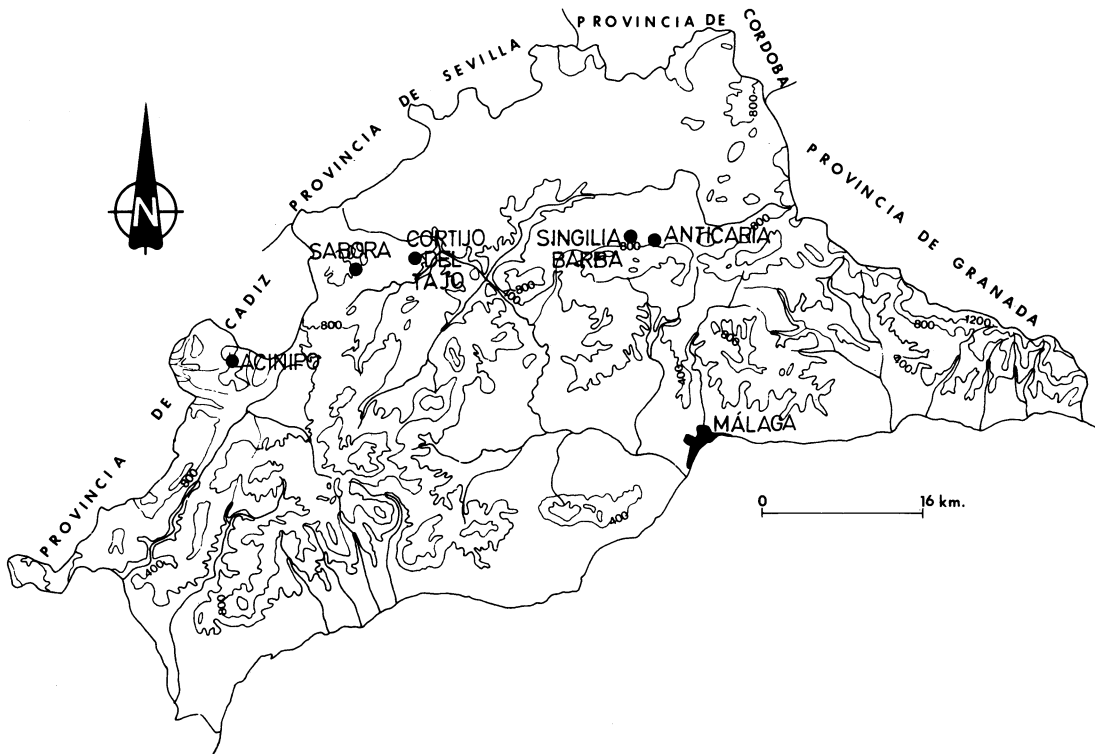 PROVINCIA DE CORDOBA
PROVINCIA DE SEVILLA
PROVINCIA DE GRANADA
PROVINCIA DE CADIZ
N
800
800
SABORA
CORTIJO
DEL
TAJO
SINGILIA
BARBA
800
ANTICARIA
800
400
800
800
1200
800
400
ACINIPO
808
400
MÁLAGA
800
400
400
800
0 16 km.